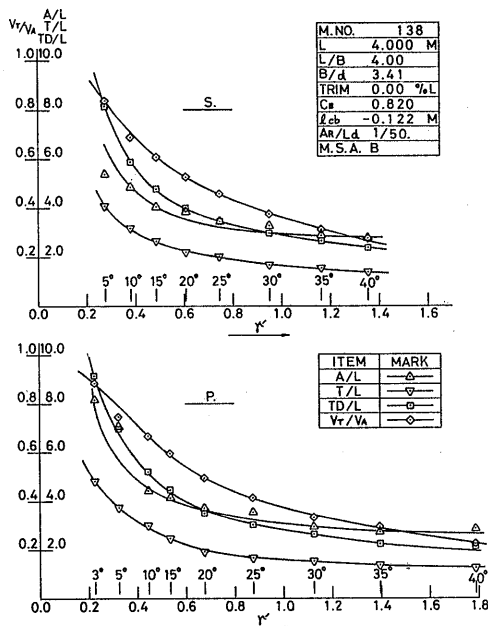 A/L
V_T/V_A T/L
TD/L
1.0 10.0
0.8 8.0
0.6 6.0
0.4 4.0
0.2 2.0
S.
M.NO. 138
L 4.000 M
L/B 4.00
B/d 3.41
TRIM 0.00 %L
C_B 0.820
ℓcb -0.122 M
A_R/Ld 1/50.
M.S.A. B
5° 10° 15° 20° 25° 30° 35° 40°
0.0 0.2 0.4 0.6 0.8 1.0 1.2 1.4 1.6
r'
1.0 10.0
0.8 8.0
0.6 6.0
0.4 4.0
0.2 2.0
P.
ITEM MARK
A/L
T/L
TD/L
V_T/V_A
3° 5° 10° 15° 20° 25° 30° 35° 40°
0.0 0.2 0.4 0.6 0.8 1.0 1.2 1.4 1.6 1.8
r'